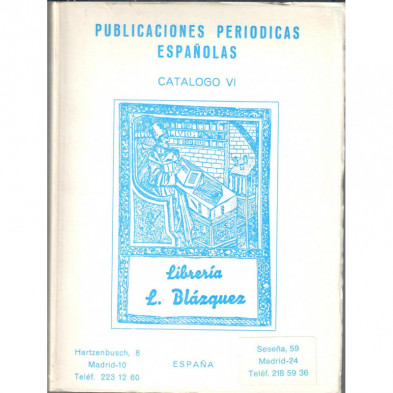 PUBLICACIONES PERIODICAS
ESPAÑOLAS
CATALOGO VI
Librería
L. Blázquez
Hartzenbusch, 8
Madrid-10
Teléf. 223 12 60
ESPAÑA
Seseña, 59
Madrid-24
Teléf. 218 59 36